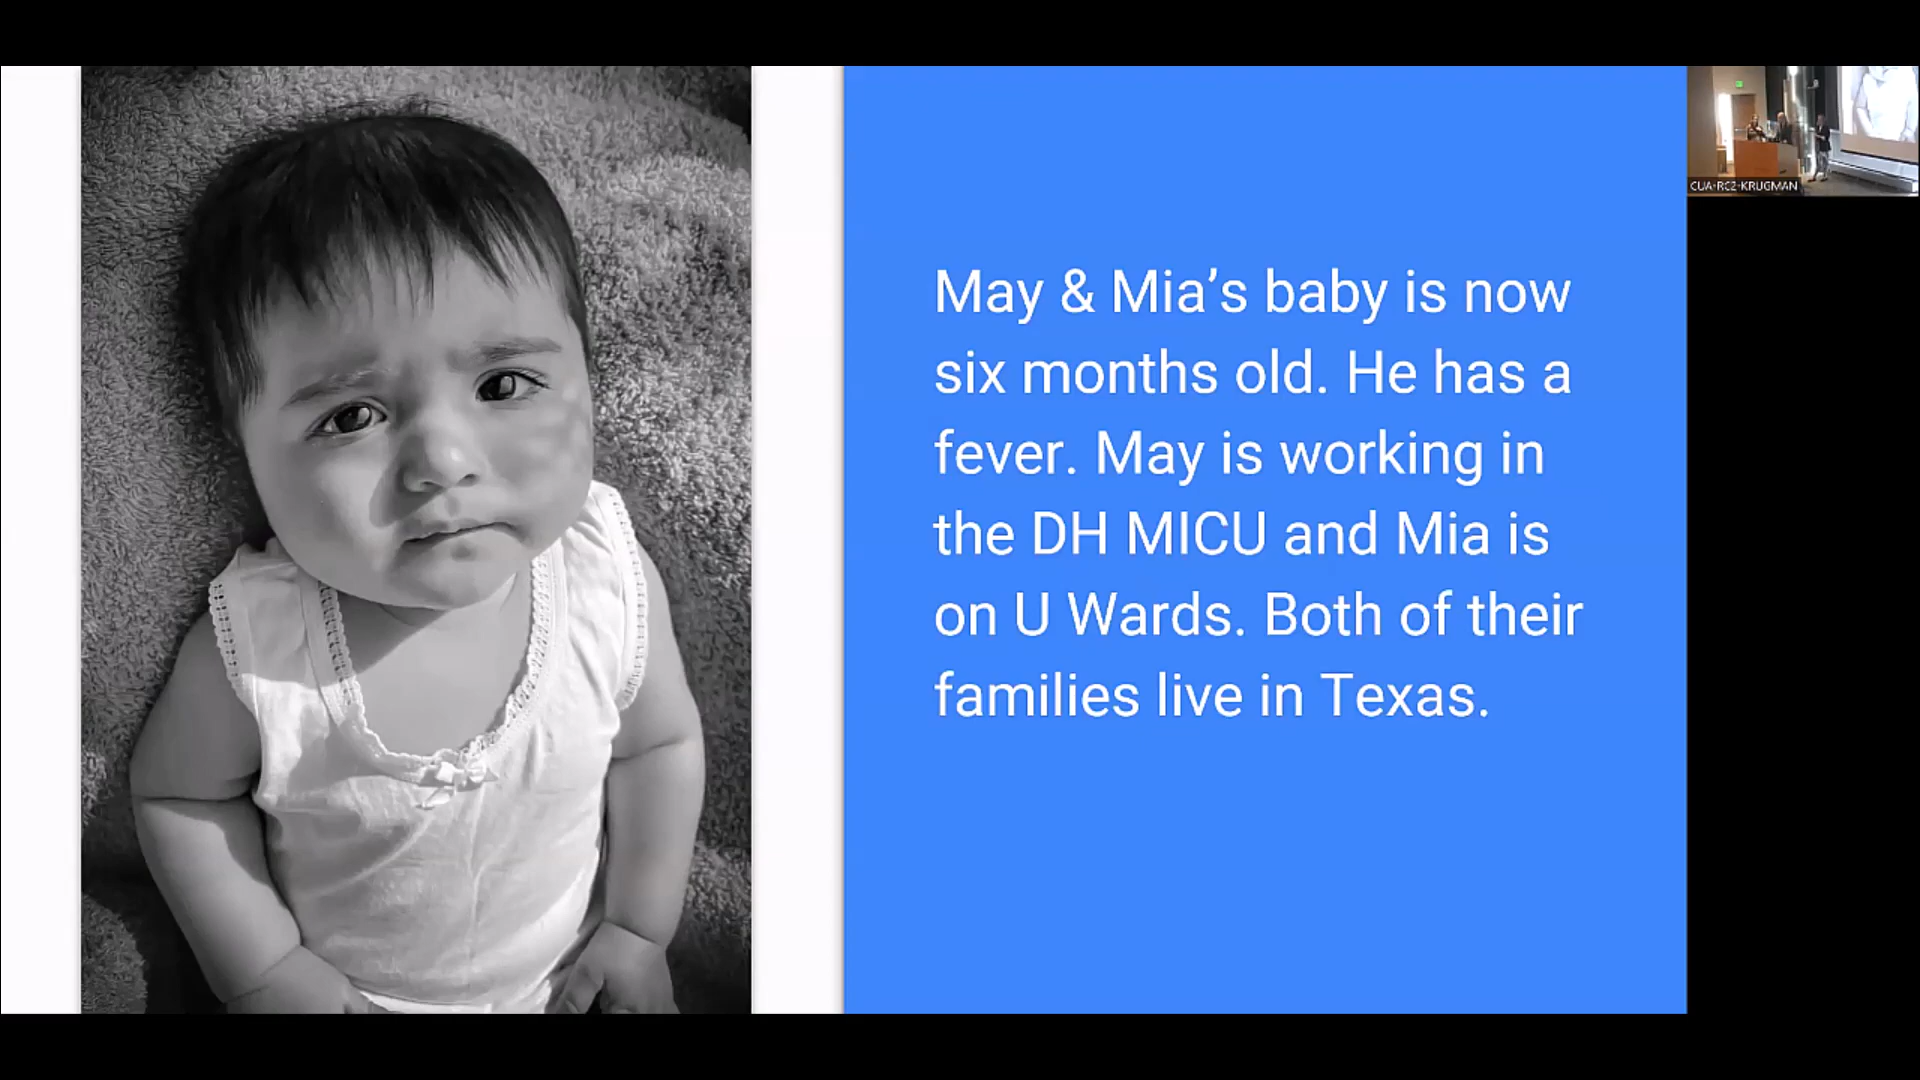 May & Mia’s baby is now
six months old. He has a
fever. May is working in
the DH MICU and Mia is
on U Wards. Both of their
families live in Texas.
CUA-RC2-KRUGMAN